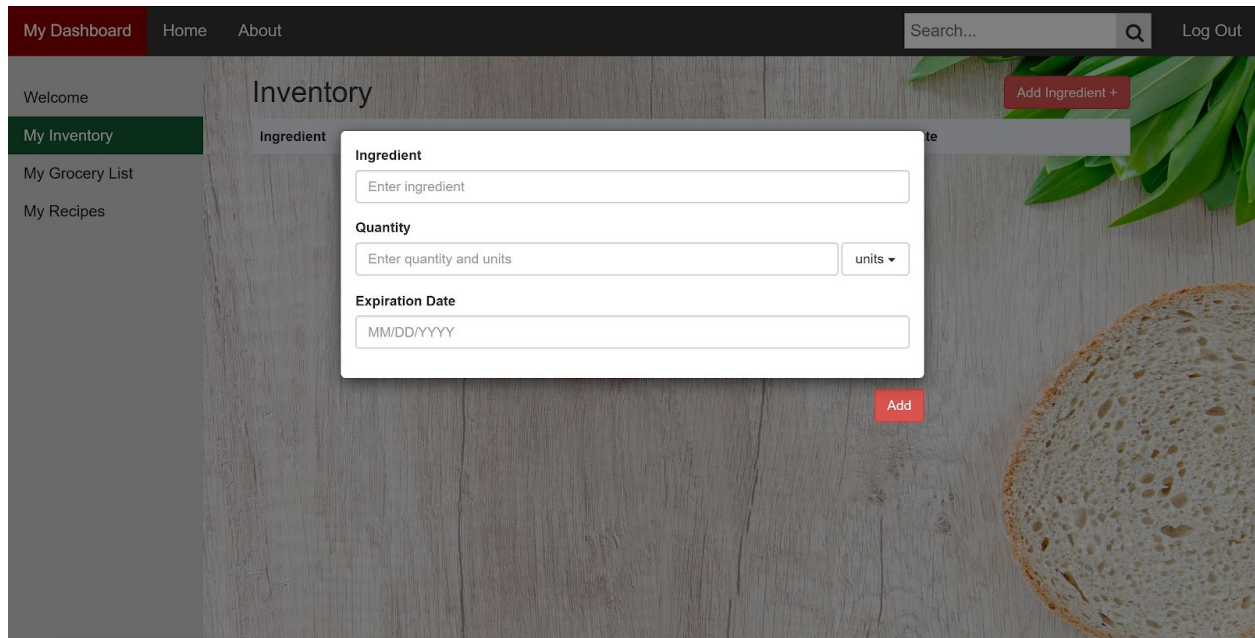 My Dashboard Home About Search... Log Out
Welcome
My Inventory
My Grocery List
My Recipes
Inventory
Add Ingredient +
Ingredient
Ingredient
Enter ingredient
Quantity
Enter quantity and units units
Expiration Date
MM/DD/YYYY
Add